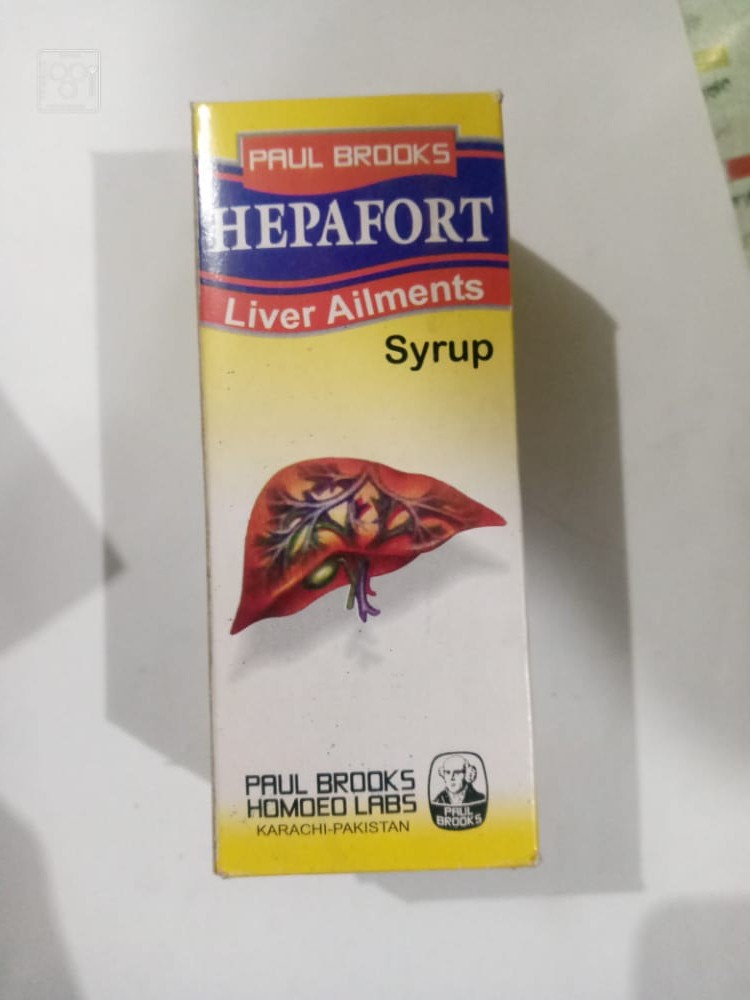 PAUL BROOKS
HEPAFORT
Liver Ailments
Syrup
PAUL BROOKS
HOMOEO LABS
KARACHI-PAKISTAN
PAUL
BROOKS